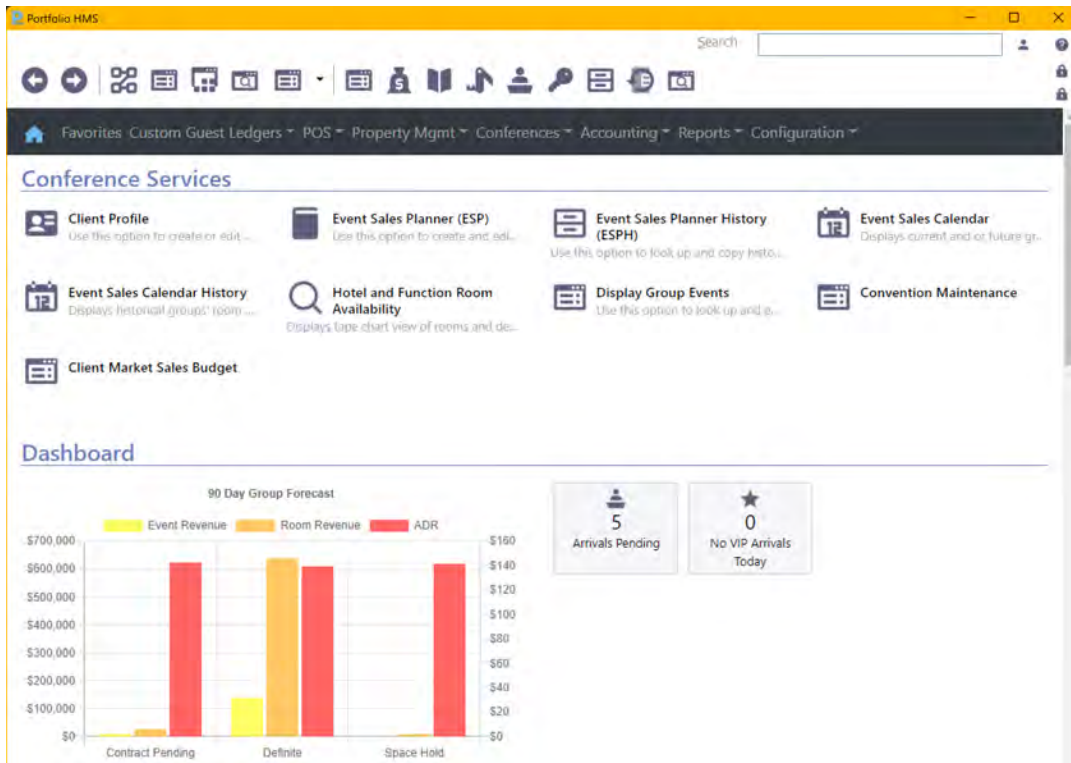 Portfolio HMS
Search
Favorites Custom Guest Ledgers POS Property Mgmt Conferences Accounting Reports Configuration
Conference Services
Client Profile
Use this option to create or edit ...
Event Sales Planner (ESP)
Use this option to create and edi...
Event Sales Planner History
(ESPH)
Use this option to look up and copy histo...
Event Sales Calendar
Displays current and or future gr...
Event Sales Calendar History
Displays historical groups' room ...
Hotel and Function Room
Availability
Displays tape chart view of rooms and de...
Display Group Events
Use this option to look up and e...
Convention Maintenance
Client Market Sales Budget
Dashboard
90 Day Group Forecast
Event Revenue Room Revenue ADR
$700,000 $160
$600,000 $140
$500,000 $120
$400,000 $100
$300,000 $80
$200,000 $60
$100,000 $40
$0 $20
$0
Contract Pending Definite Space Hold
5
Arrivals Pending
0
No VIP Arrivals
Today